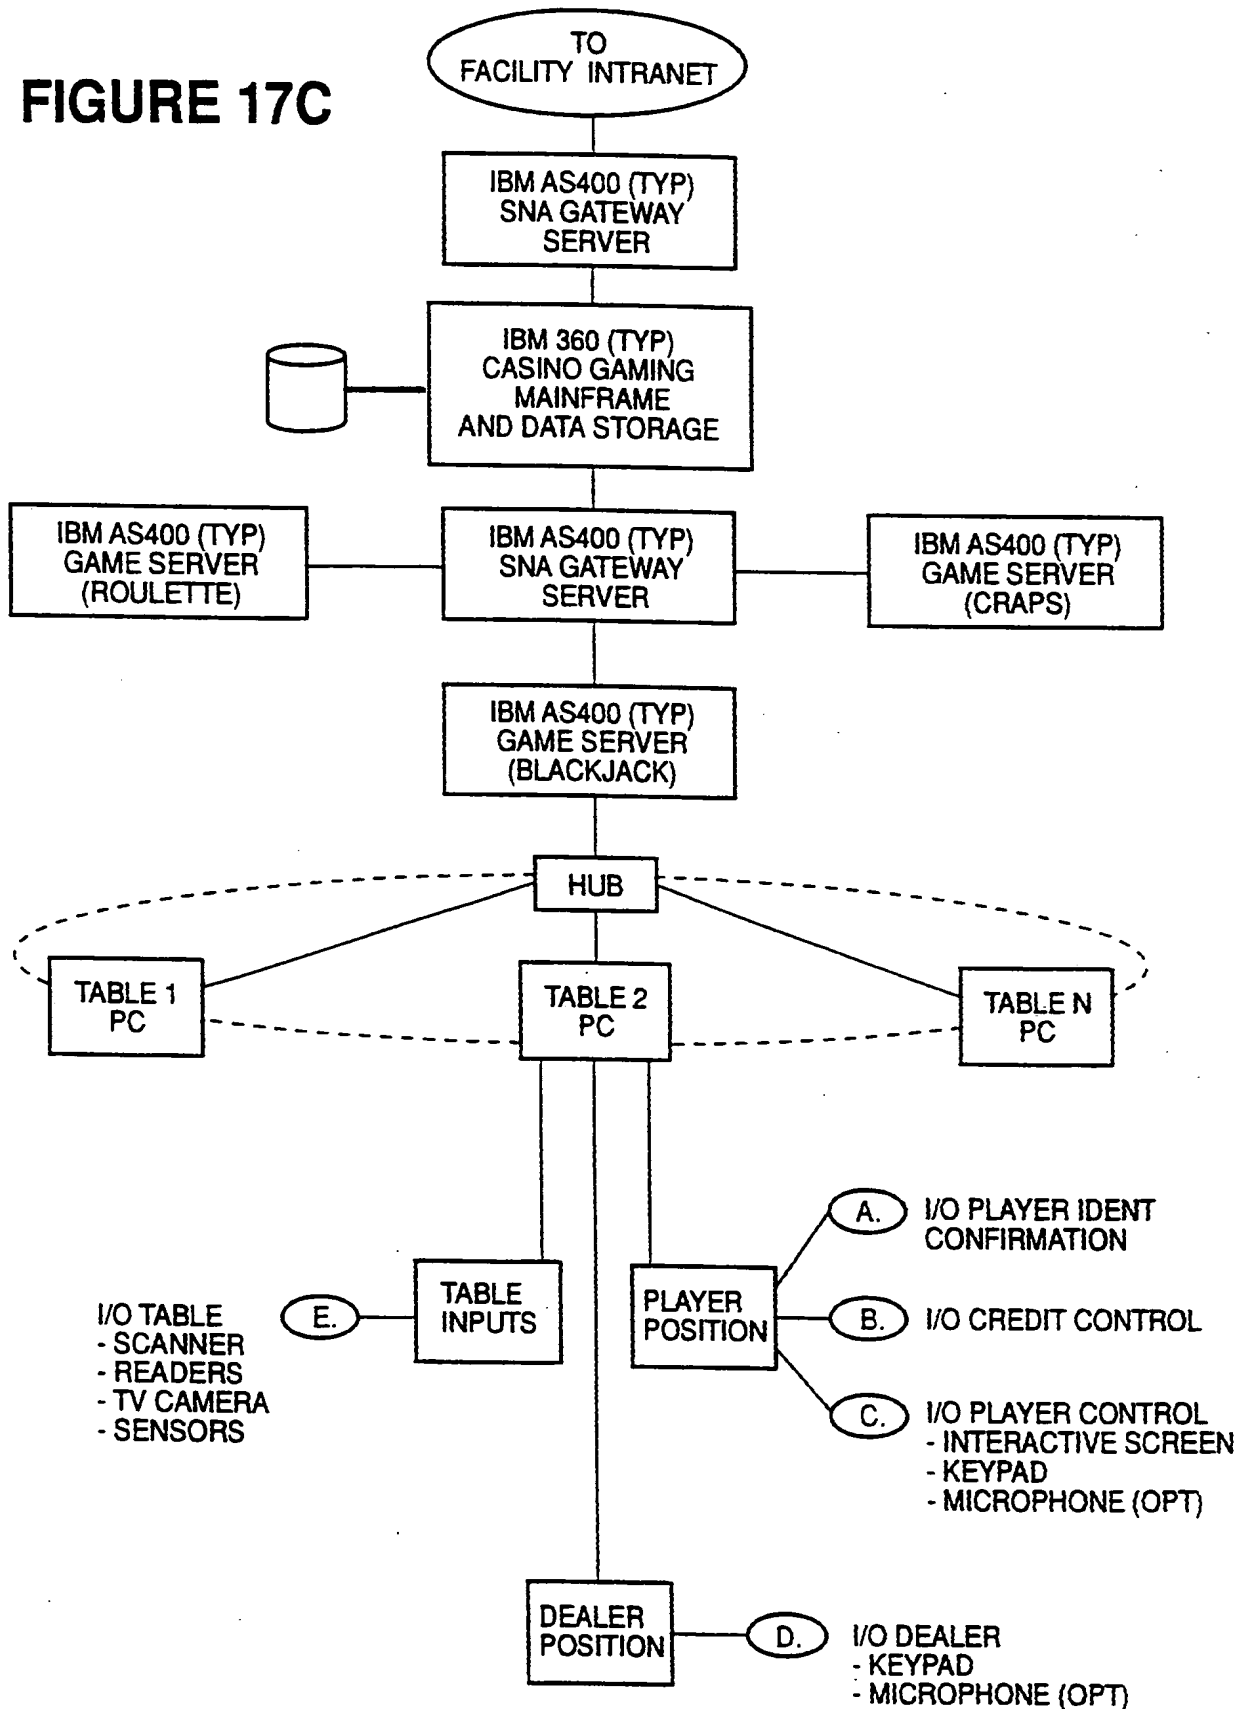 TO
FACILITY INTRANET
FIGURE 17C
IBM AS400 (TYP)
SNA GATEWAY
SERVER
IBM 360 (TYP)
CASINO GAMING
MAINFRAME
AND DATA STORAGE
IBM AS400 (TYP)
GAME SERVER
(ROULETTE)
IBM AS400 (TYP)
SNA GATEWAY
SERVER
IBM AS400 (TYP)
GAME SERVER
(CRAPS)
IBM AS400 (TYP)
GAME SERVER
(BLACKJACK)
HUB
TABLE 1
PC
TABLE 2
PC
TABLE N
PC
A.
I/O PLAYER IDENT
CONFIRMATION
I/O TABLE
- SCANNER
- READERS
- TV CAMERA
- SENSORS
E.
TABLE
INPUTS
PLAYER
POSITION
B.
I/O CREDIT CONTROL
C.
I/O PLAYER CONTROL
- INTERACTIVE SCREEN
- KEYPAD
- MICROPHONE (OPT)
DEALER
POSITION
D.
I/O DEALER
- KEYPAD
- MICROPHONE (OPT)